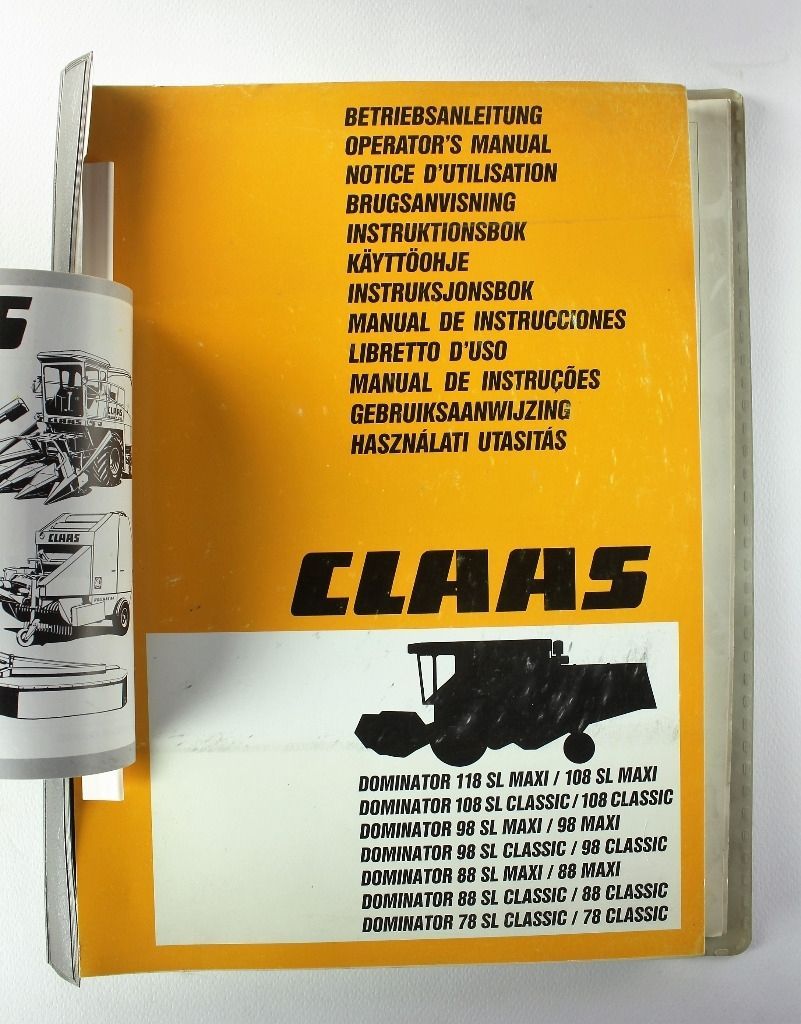 BETRIEBSANLEITUNG
OPERATOR'S MANUAL
NOTICE D'UTILISATION
BRUGSANVISNING
INSTRUKTIONSBOK
KÄYTTÖOHJE
INSTRUKSJONSBOK
MANUAL DE INSTRUCCIONES
LIBRETTO D'USO
MANUAL DE INSTRUÇÕES
GEBRUIKSAANWIJZING
HASZNÁLATI UTASITÁS
S
CLAAS
CLAAS
CLAAS
CLAAS
DOMINATOR 118 SL MAXI / 108 SL MAXI
DOMINATOR 108 SL CLASSIC / 108 CLASSIC
DOMINATOR 98 SL MAXI / 98 MAXI
DOMINATOR 98 SL CLASSIC / 98 CLASSIC
DOMINATOR 88 SL MAXI / 88 MAXI
DOMINATOR 88 SL CLASSIC / 88 CLASSIC
DOMINATOR 78 SL CLASSIC / 78 CLASSIC